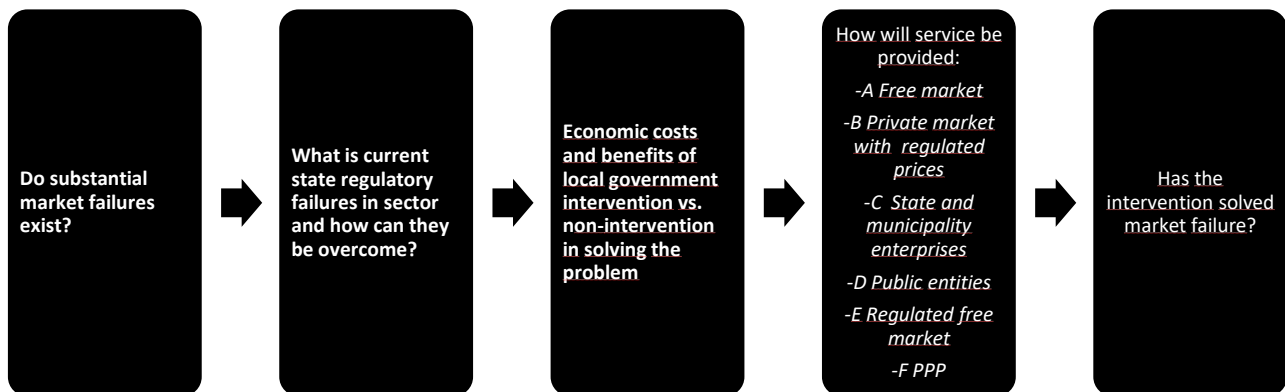 Do substantial
market failures
exist?
What is current
state regulatory
failures in sector
and how can they
be overcome?
Economic costs
and benefits of
local government
intervention vs.
non-intervention
in solving the
problem
How will service be
provided:
-A Free market
-B Private market
with regulated
prices
-C State and
municipality
enterprises
-D Public entities
-E Regulated free
market
-F PPP
Has the
intervention solved
market failure?